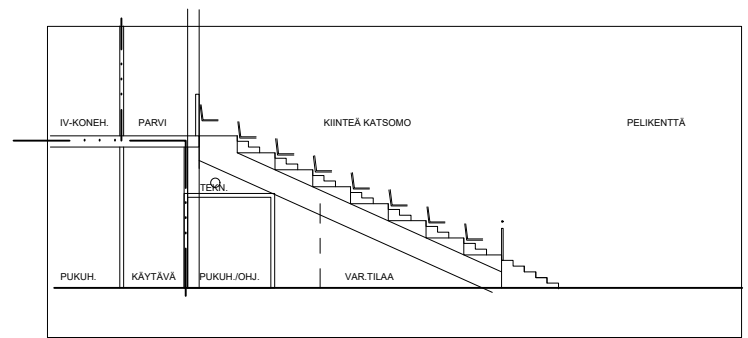 IV-KONEH.
PARVI
KIINTEÄ KATSOMO
PELIKENTTÄ
TEKN.
PUKUH.
KÄYTÄVÄ
PUKUH./OHJ.
VAR.TILAA